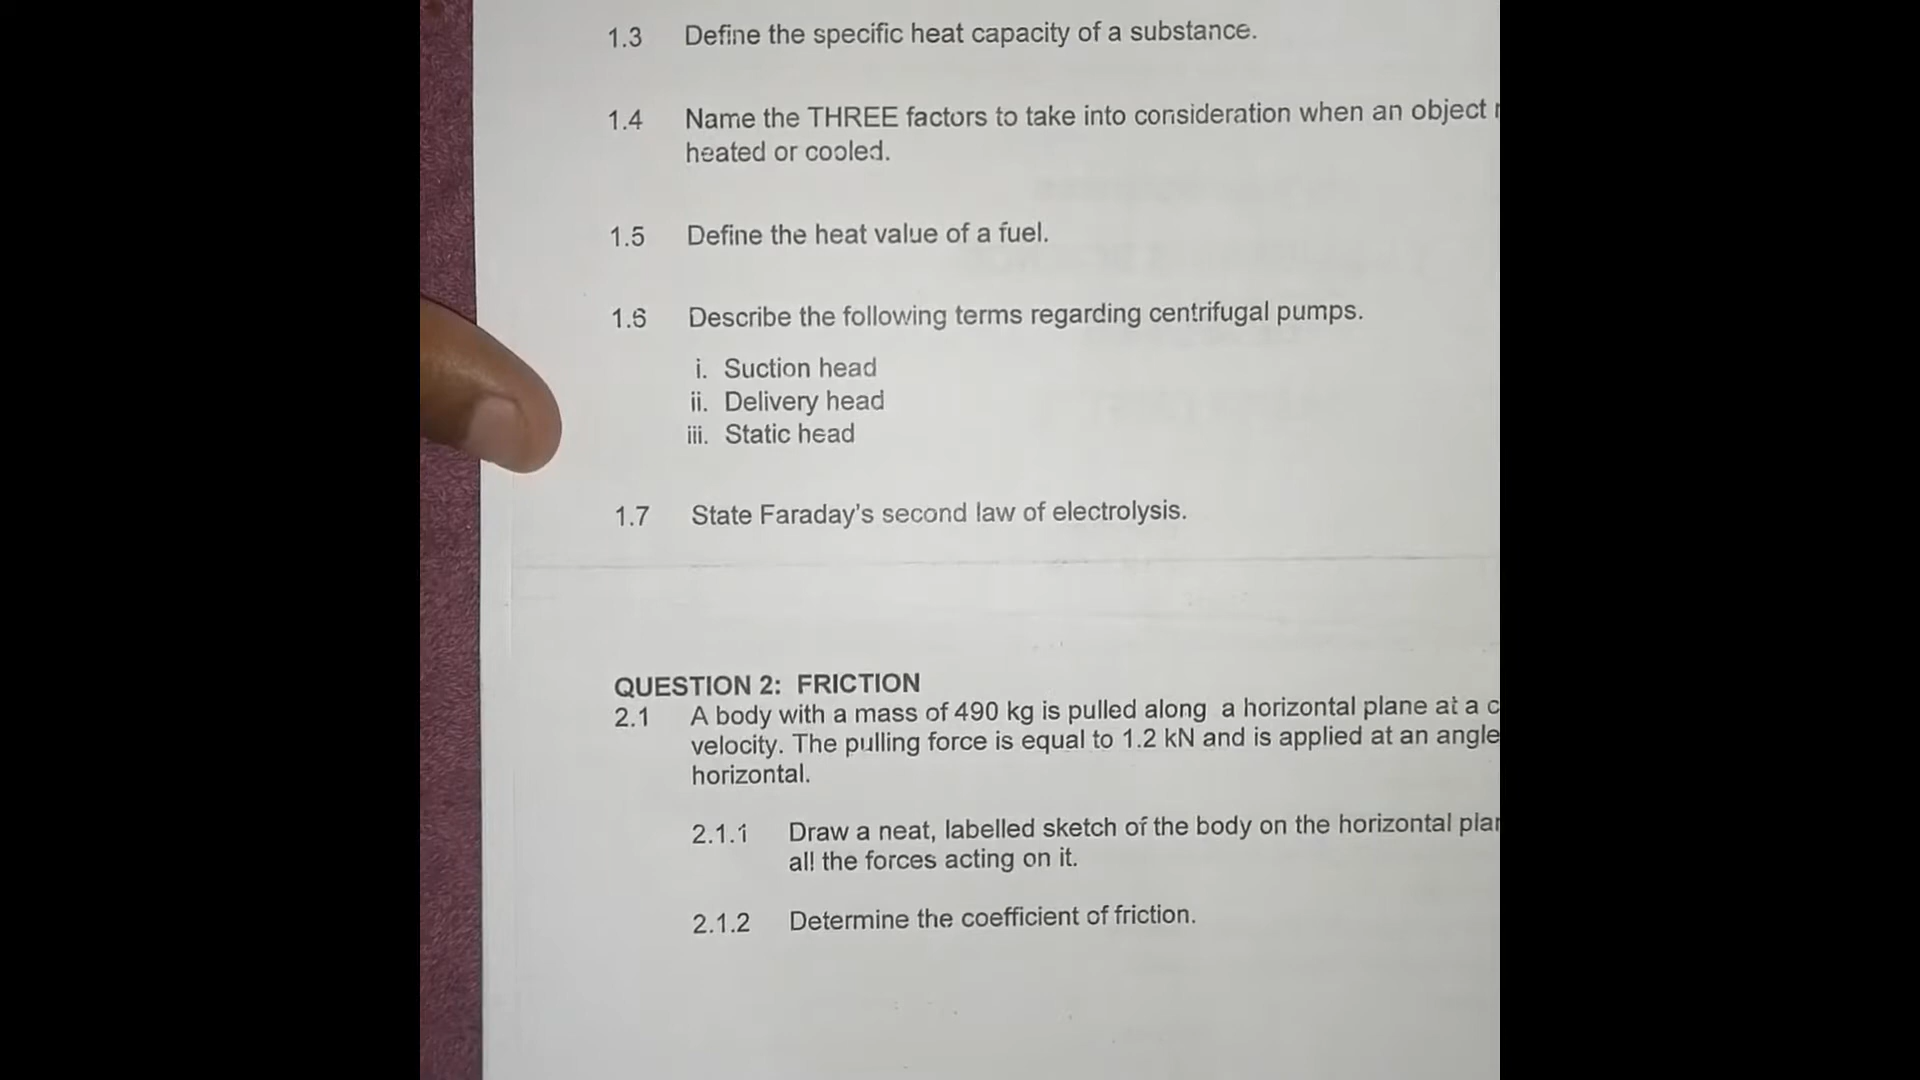 1.3 Define the specific heat capacity of a substance.
1.4 Name the THREE factors to take into consideration when an object
heated or cooled.
1.5 Define the heat value of a fuel.
1.6 Describe the following terms regarding centrifugal pumps.
i. Suction head
ii. Delivery head
iii. Static head
1.7 State Faraday's second law of electrolysis.
QUESTION 2: FRICTION
2.1 A body with a mass of 490 kg is pulled along a horizontal plane at a
velocity. The pulling force is equal to 1.2 kN and is applied at an angle
horizontal.
2.1.1 Draw a neat, labelled sketch of the body on the horizontal
all the forces acting on it.
2.1.2 Determine the coefficient of friction.